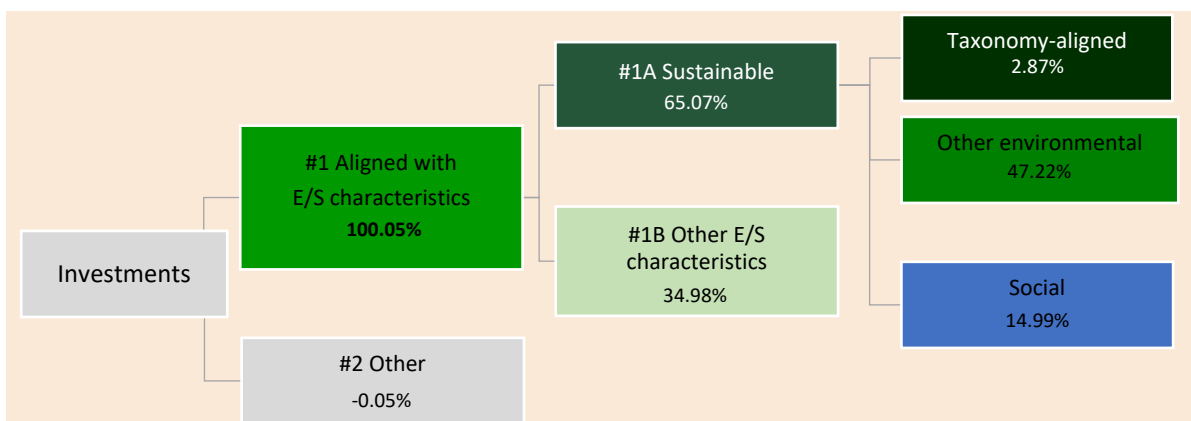 Investments
#1 Aligned with
E/S characteristics
100.05%
#2 Other
-0.05%
#1A Sustainable
65.07%
#1B Other E/S
characteristics
34.98%
Taxonomy-aligned
2.87%
Other environmental
47.22%
Social
14.99%